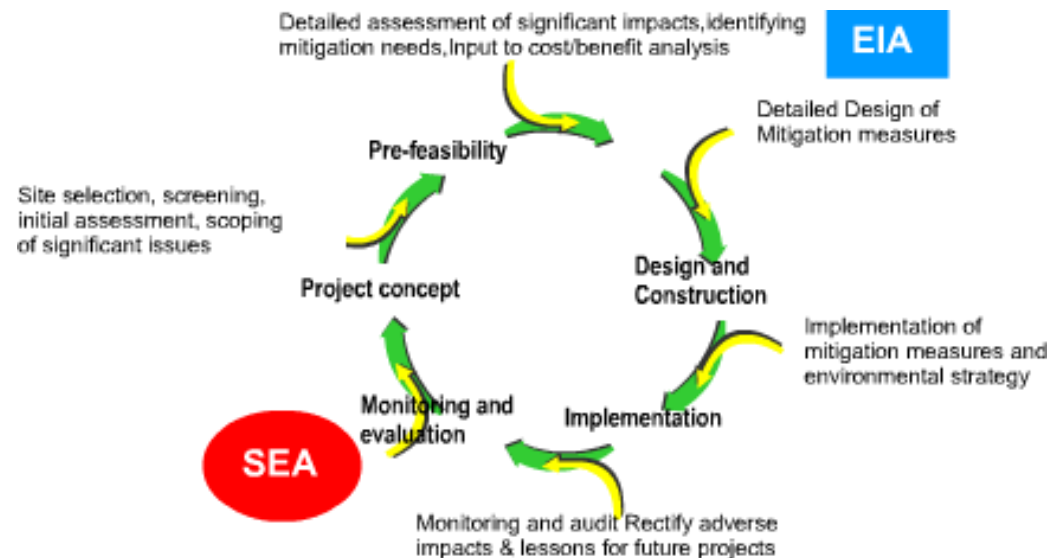 Detailed assessment of significant impacts,identifying
mitigation needs,Input to cost/benefit analysis
EIA
Detailed Design of
Mitigation measures
Pre-feasibility
Site selection, screening,
initial assessment, scoping
of significant issues
Design and
Construction
Project concept
Implementation of
mitigation measures and
environmental strategy
Monitoring and
evaluation
Implementation
SEA
Monitoring and audit Rectify adverse
impacts & lessons for future projects